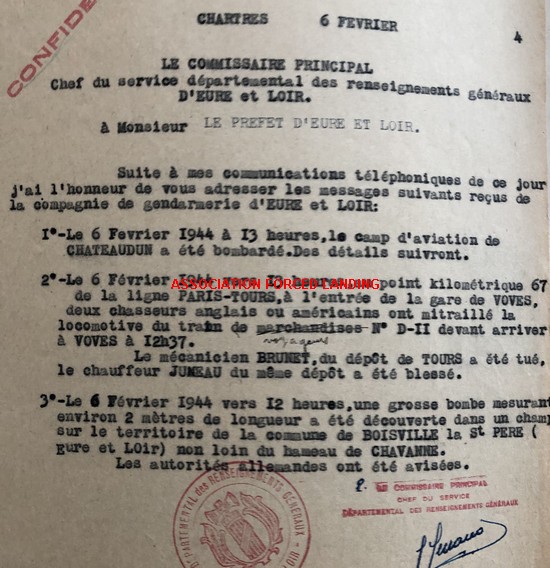 CONFIDE
CHARTRES 6 FEVRIER
4
LE COMMISSAIRE PRINCIPAL
Chef du service départemental des renseignements généraux
D'EURE et LOIR.
à Monsieur LE PREFET D'EURE ET LOIR.
Suite à mes communications téléphoniques de ce jour
j'ai l'honneur de vous adresser les messages suivants reçus de
la compagnie de gendarmerie d'EURE et LOIR:
1°-Le 6 Fevrier 1944 à 13 heures,le camp d'aviation de
CHATEAUDUN a été bombardé.Des détails suivront.
2°-Le 6 Février 1944 vers 13 heures,au point kilométrique 67
ASSOCIATION FORCED LANDING
de la ligne PARIS-TOURS,à l'entrée de la gare de VOVES,
deux chasseurs anglais ou américains ont mitraillé la
locomotive du train de marchandises N° D-II devant arriver
voyageurs
à VOVES à 12h37.
Le mécanicien BRUNET,du dépôt de TOURS a été tué,
le chauffeur JUMEAU du même dépôt a été blessé.
3°-Le 6 Février 1944 vers 12 heures,une grosse bombe mesurant
environ 2 mètres de longueur a été découverte dans un champ
sur le territoire de la commune de BOISVILLE la St PERE (
Eure et Loir) non loin du hameau de CHAVANNE.
Les autorités allemandes ont été avisées.
LE COMMISSAIRE PRINCIPAL
CHEF DU SERVICE
DÉPARTEMENTAL DES RENSEIGNEMENTS GÉNÉRAUX
DÉPARTEMENTAL des RENSEIGNEMENTS GENERAUX